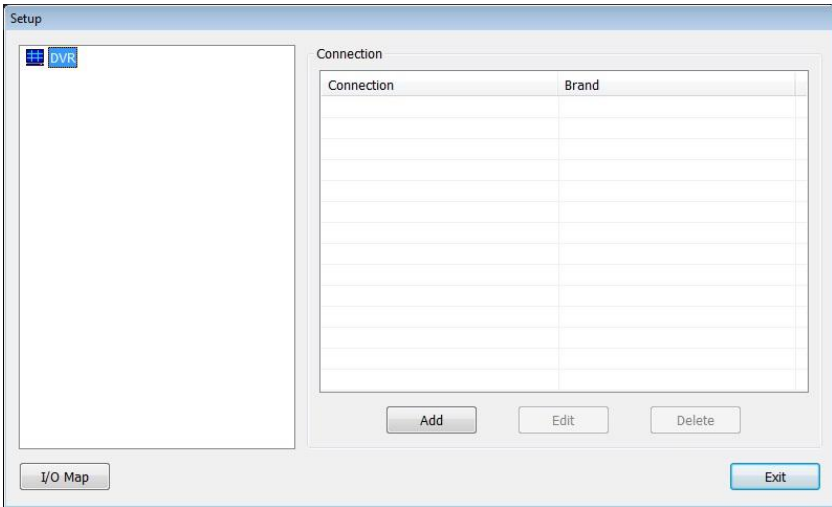 Setup
DVR
Connection
Connection Brand
Add Edit Delete
I/O Map Exit